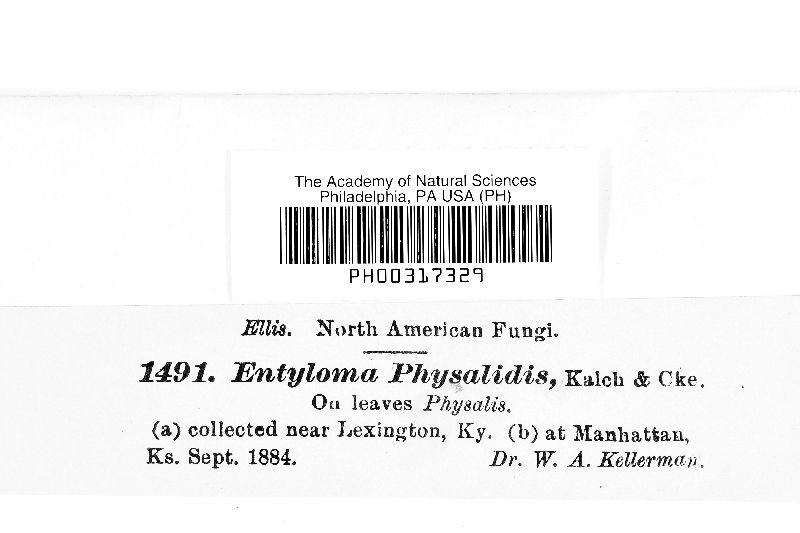 The Academy of Natural Sciences
Philadelphia, PA USA (PH)
PH00317329
Ellis. North American Fungi.
1491. Entyloma Physalidis, Kalch & Cke.
On leaves Physalis.
(a) collected near Lexington, Ky. (b) at Manhattan,
Ks. Sept. 1884. Dr. W. A. Kellerman.